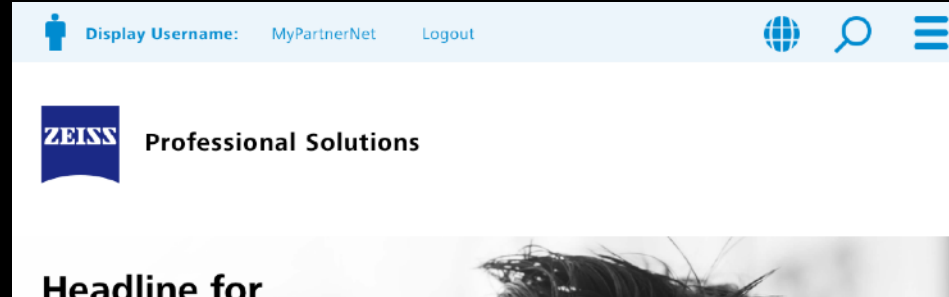 Display Username: MyPartnerNet Logout
ZEISS
Professional Solutions
Headline for